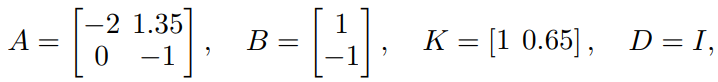 A = [−2 1.35 0 −1], B = [1 −1], K = [1 0.65], D = I,